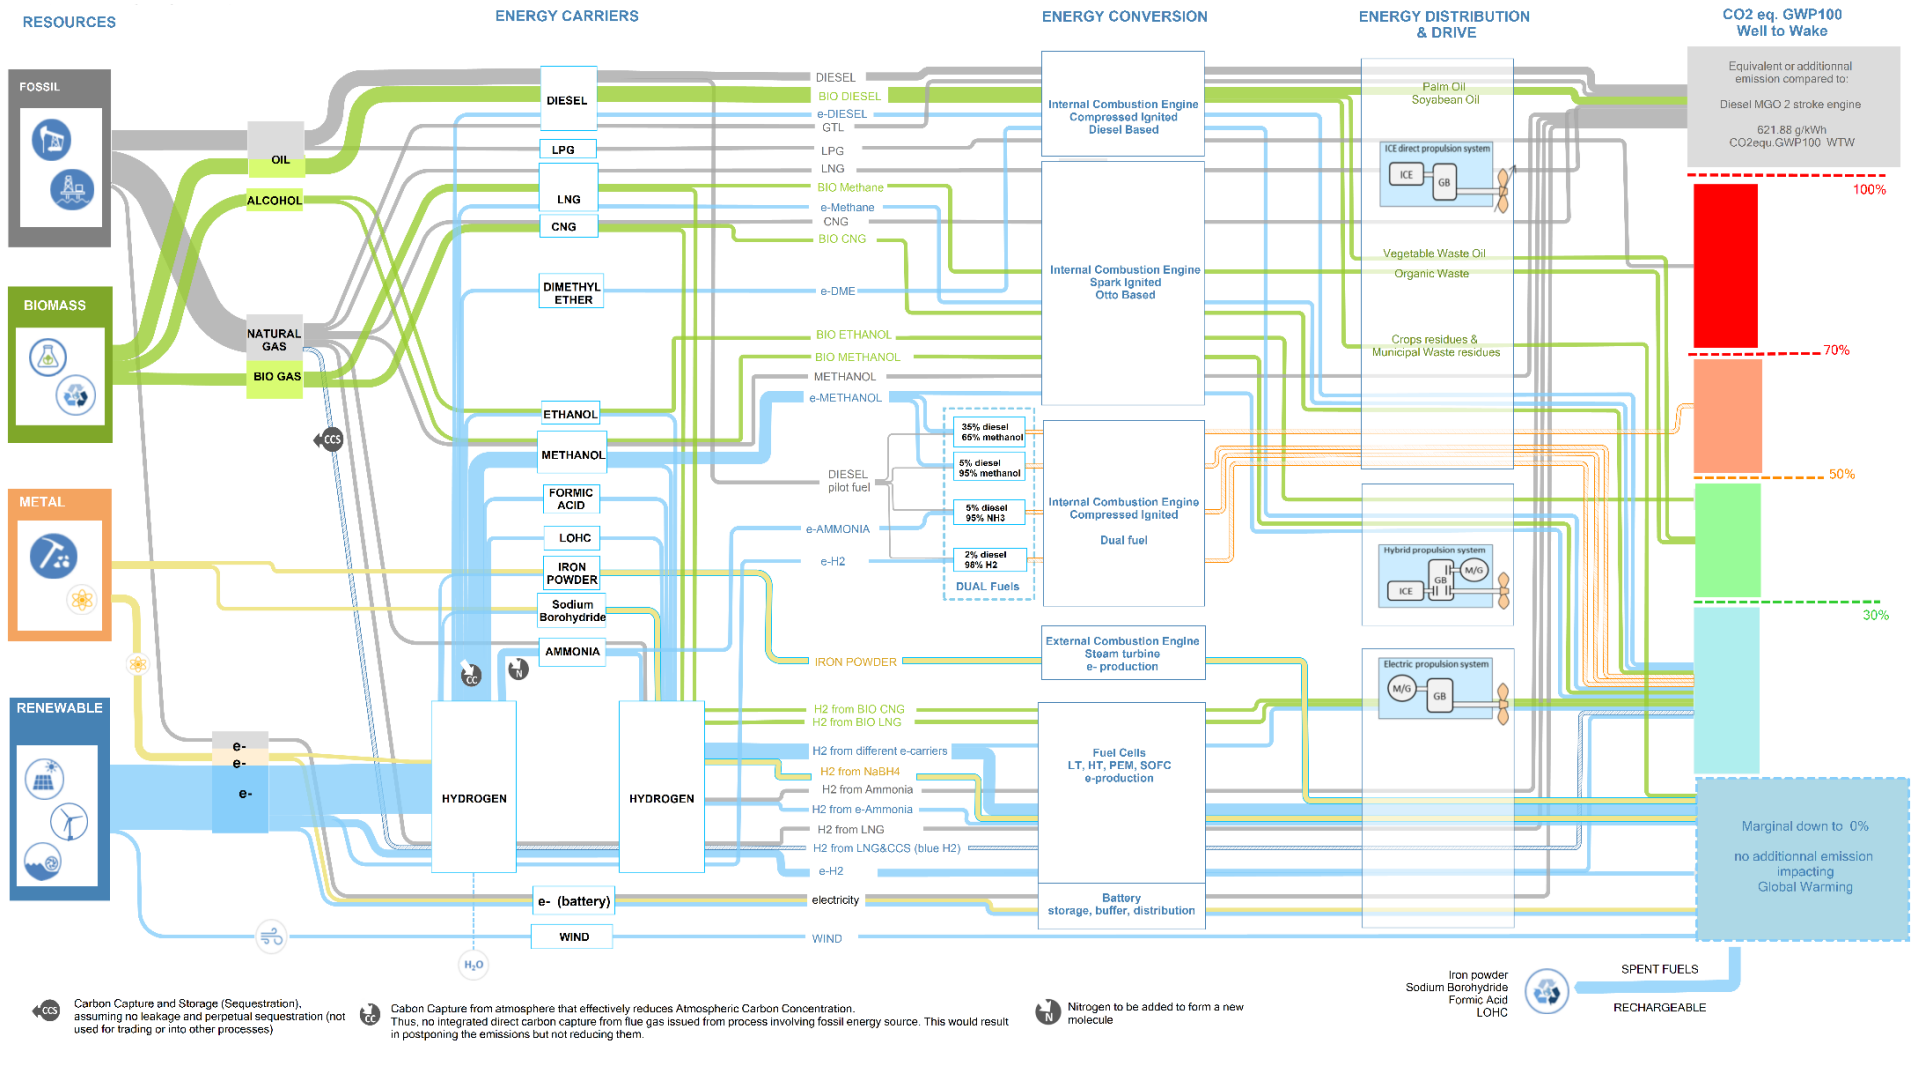 RESOURCES
ENERGY CARRIERS
ENERGY CONVERSION
ENERGY DISTRIBUTION
& DRIVE
CO2 eq. GWP100
Well to Wake
FOSSIL
BIOMASS
METAL
RENEWABLE
OIL
ALCOHOL
NATURAL
GAS
BIO GAS
CCS
e-
e-
e-
DIESEL
LPG
LNG
CNG
DIMETHYL
ETHER
ETHANOL
METHANOL
FORMIC
ACID
LOHC
IRON
POWDER
Sodium
Borohydride
AMMONIA
CC
N
HYDROGEN
HYDROGEN
e- (battery)
WIND
H₂O
DIESEL
BIO DIESEL
e-DIESEL
GTL
LPG
LNG
BIO Methane
e-Methane
CNG
BIO CNG
e-DME
BIO ETHANOL
BIO METHANOL
METHANOL
e-METHANOL
DIESEL
pilot fuel
e-AMMONIA
e-H2
IRON POWDER
H2 from BIO CNG
H2 from BIO LNG
H2 from different e-carriers
H2 from NaBH4
H2 from Ammonia
H2 from e-Ammonia
H2 from LNG
H2 from LNG&CCS (blue H2)
e-H2
electricity
WIND
35% diesel
65% methanol
5% diesel
95% methanol
5% diesel
95% NH3
2% diesel
98% H2
DUAL Fuels
Internal Combustion Engine
Compressed Ignited
Diesel Based
Internal Combustion Engine
Spark Ignited
Otto Based
Internal Combustion Engine
Compressed Ignited
Dual fuel
External Combustion Engine
Steam turbine
e- production
Fuel Cells
LT, HT, PEM, SOFC
e-production
Battery
storage, buffer, distribution
Palm Oil
Soyabean Oil
ICE direct propulsion system
ICE
GB
Vegetable Waste Oil
Organic Waste
Crops residues &
Municipal Waste residues
Hybrid propulsion system
M/G
GB
ICE
Electric propulsion system
M/G
GB
Equivalent or additionnal
emission compared to:
Diesel MGO 2 stroke engine
621.88 g/kWh
CO2equ.GWP100 WTW
100%
70%
50%
30%
Marginal down to 0%
no additionnal emission
impacting
Global Warming
SPENT FUELS
RECHARGEABLE
Iron powder
Sodium Borohydride
Formic Acid
LOHC
CCS
Carbon Capture and Storage (Sequestration),
assuming no leakage and perpetual sequestration (not
used for trading or into other processes)
CC
Cabon Capture from atmosphere that effectively reduces Atmospheric Carbon Concentration.
Thus, no integrated direct carbon capture from flue gas issued from process involving fossil energy source. This would result
in postponing the emissions but not reducing them.
N
Nitrogen to be added to form a new
molecule